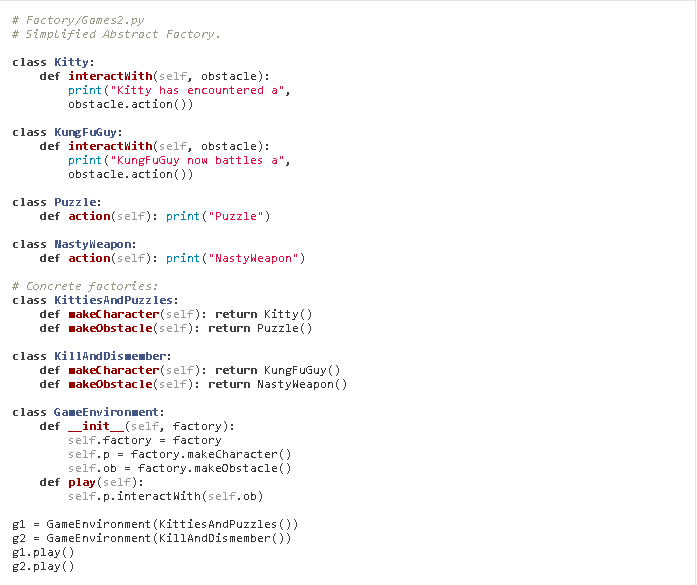 # Factory/Games2.py
# Simplified Abstract Factory.
class Kitty:
    def interactWith(self, obstacle):
        print("Kitty has encountered a",
        obstacle.action())
class KungFuGuy:
    def interactWith(self, obstacle):
        print("KungFuGuy now battles a",
        obstacle.action())
class Puzzle:
    def action(self): print("Puzzle")
class NastyWeapon:
    def action(self): print("NastyWeapon")
# Concrete factories:
class KittiesAndPuzzles:
    def makeCharacter(self): return Kitty()
    def makeObstacle(self): return Puzzle()
class KillAndDismember:
    def makeCharacter(self): return KungFuGuy()
    def makeObstacle(self): return NastyWeapon()
class GameEnvironment:
    def __init__(self, factory):
        self.factory = factory
        self.p = factory.makeCharacter()
        self.ob = factory.makeObstacle()
    def play(self):
        self.p.interactWith(self.ob)
g1 = GameEnvironment(KittiesAndPuzzles())
g2 = GameEnvironment(KillAndDismember())
g1.play()
g2.play()